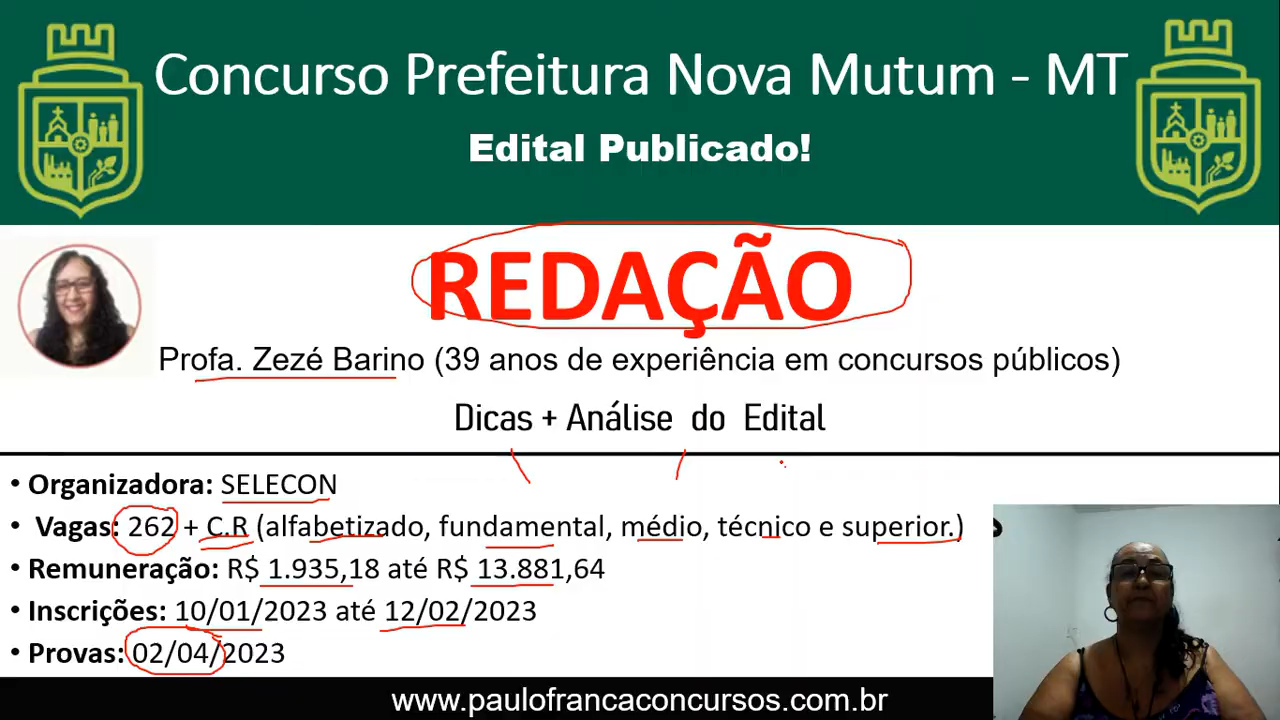 Concurso Prefeitura Nova Mutum - MT
Edital Publicado!
REDAÇÃO
Profa. Zezé Barino (39 anos de experiência em concursos públicos)
Dicas + Análise do Edital
• Organizadora: SELECON
• Vagas: 262 + C.R (alfabetizado, fundamental, médio, técnico e superior.)
• Remuneração: R$ 1.935,18 até R$ 13.881,64
• Inscrições: 10/01/2023 até 12/02/2023
• Provas: 02/04/2023
www.paulofrancaconcursos.com.br